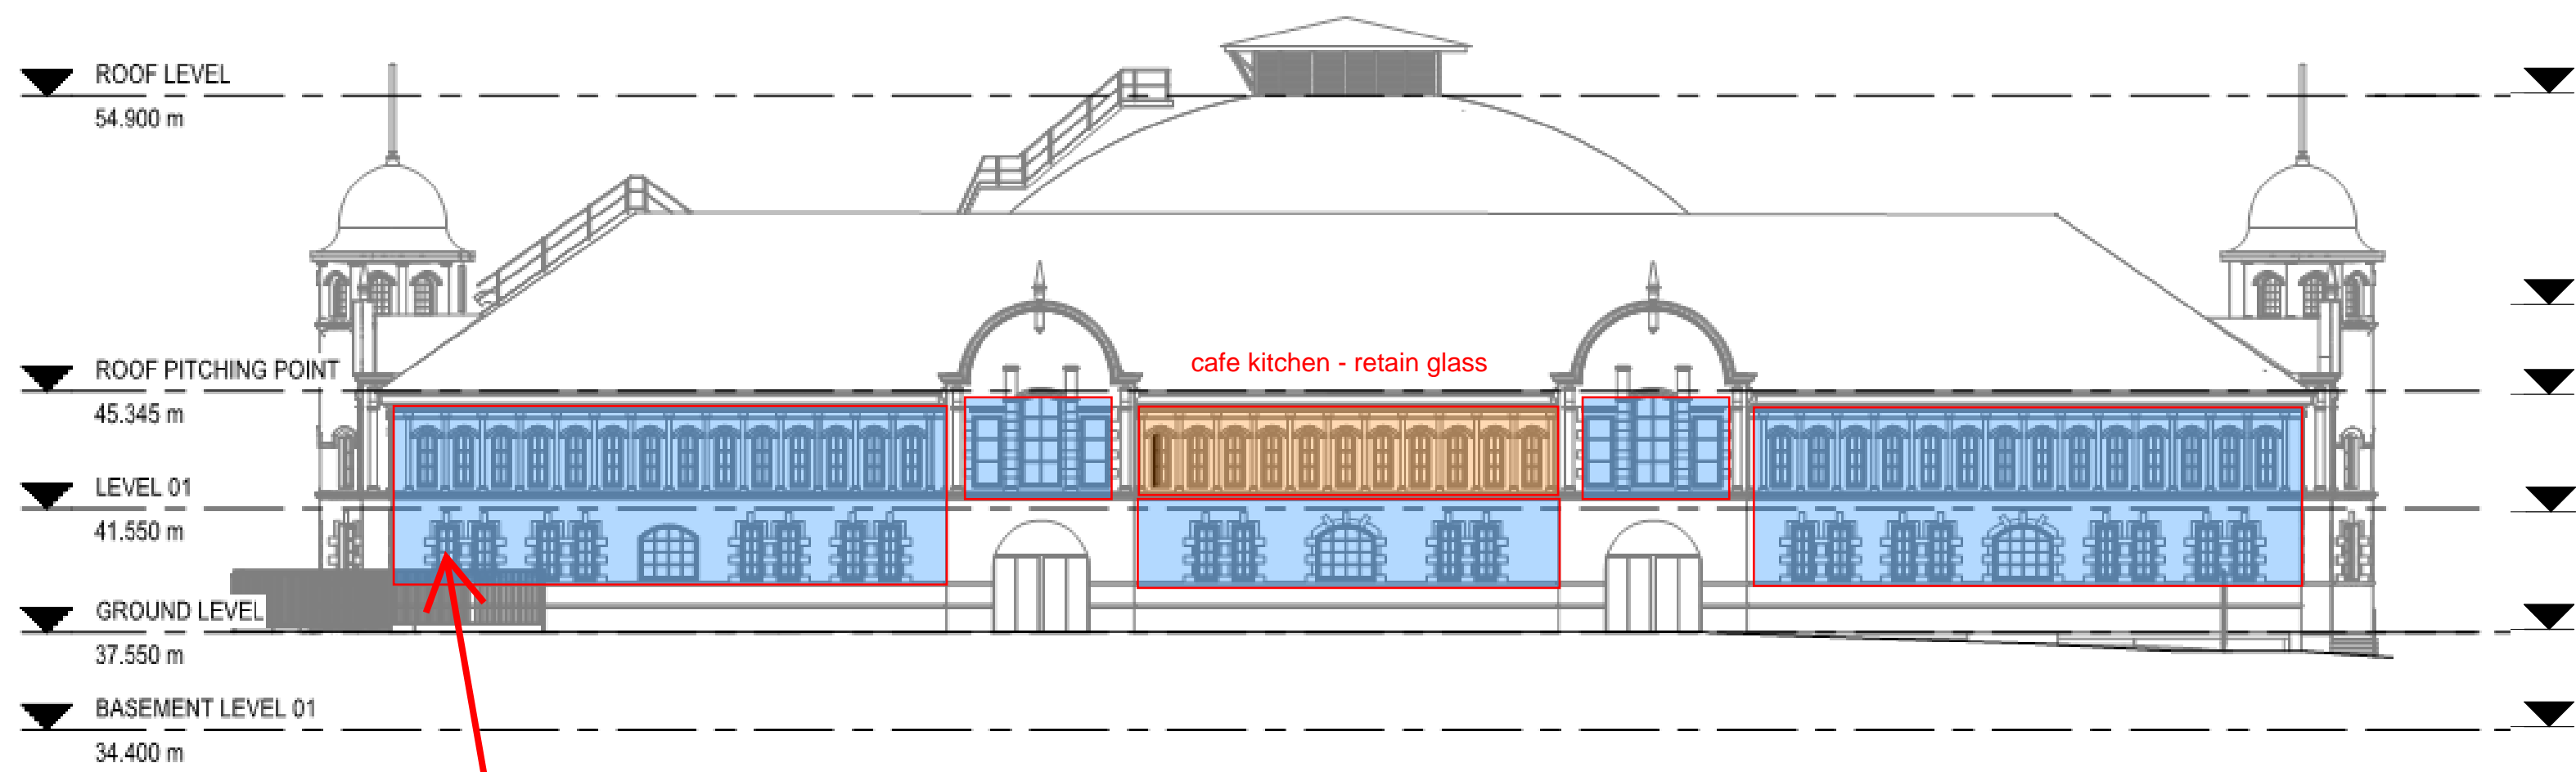 ROOF LEVEL
54.900 m
cafe kitchen - retain glass
ROOF PITCHING POINT
45.345 m
LEVEL 01
41.550 m
GROUND LEVEL
37.550 m
BASEMENT LEVEL 01
34.400 m